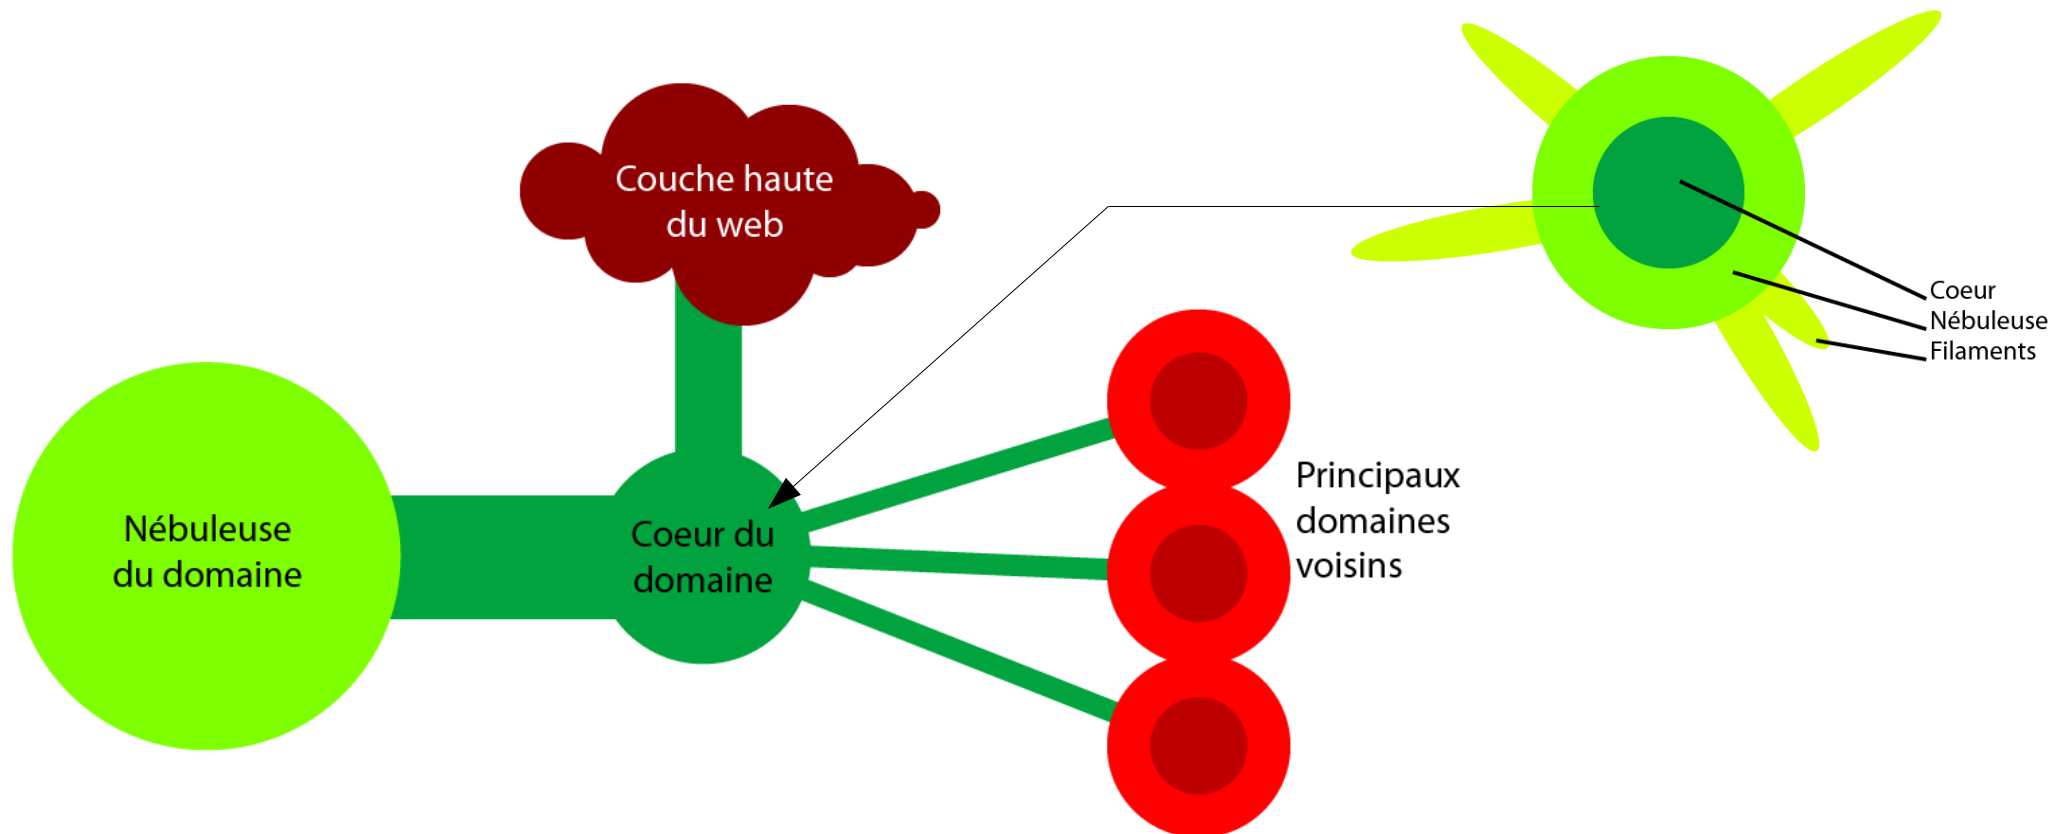 Couche haute
du web
Coeur
Nébuleuse
Filaments
Nébuleuse
du domaine
Coeur du
domaine
Principaux
domaines
voisins